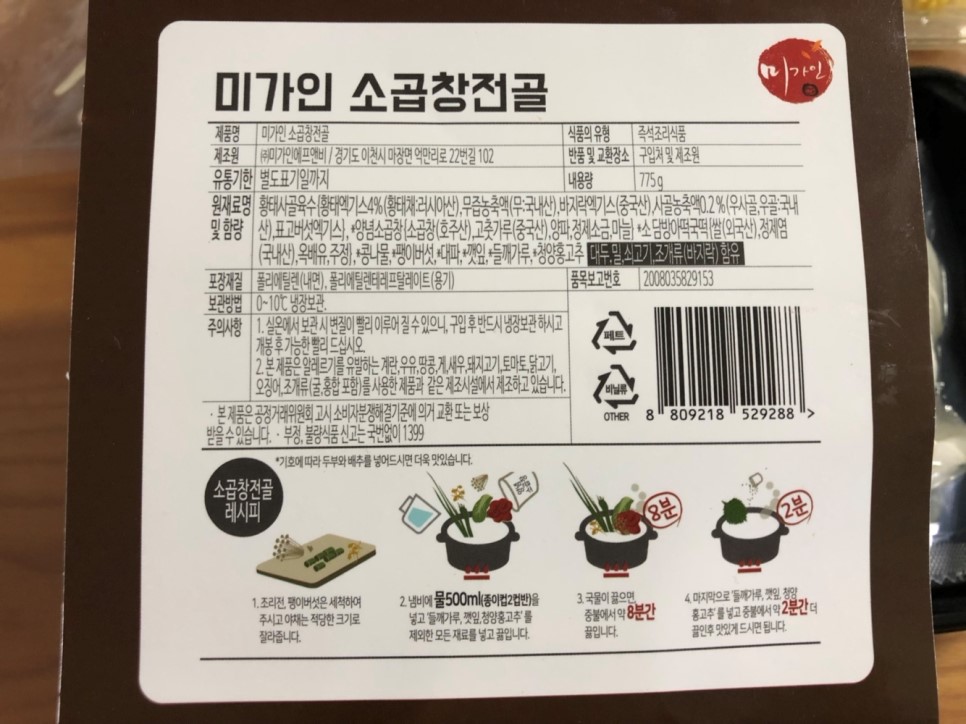 미가인 소곱창전골
미가인
제품명 미가인 소곱창전골 식품의 유형 즉석조리식품
제조원 ㈜미가인에프앤비 / 경기도 이천시 마장면 억만리로 22번길 102 반품 및 교환장소 구입처 및 제조원
유통기한 별도표기일까지 내용량 775g
원재료명 황태사골육수{황태엑기스4%(황태채:러시아산),무즙농축액(무:국내산),바지락엑기스(중국산),사골농축액0.2%(우사골,우골:국내
및 함량 산),표고버섯엑기스}, *양념소곱창{소곱창(호주산),고추가루(중국산),양파,정제소금,마늘} *소담방아떡국떡{쌀(외국산),정제염
(국내산),옥배유,주정},*콩나물,*팽이버섯,*대파,*깻잎,*들깨가루,*청양홍고추 대두,밀,쇠고기,조개류(바지락) 함유
포장재질 폴리에틸렌(내면), 폴리에틸렌테레프탈레이트(용기) 품목보고번호 2008035829153
보관방법 0~10℃ 냉장보관.
주의사항 1. 실온에서 보관 시 변질이 빨리 이루어 질 수 있으니, 구입 후 반드시 냉장보관 하시고
개봉 후 가능한 빨리 드십시오.
2. 본 제품은 알레르기를 유발하는 계란,우유,땅콩,게,새우,돼지고기,토마토,닭고기,
오징어,조개류(굴,홍합 포함)를 사용한 제품과 같은 제조시설에서 제조하고 있습니다.
페트
비닐류
OTHER
8 809218 529288 >
· 본 제품은 공정거래위원회 고시 소비자분쟁해결기준에 의거 교환 또는 보상
받을 수 있습니다. · 부정, 불량식품 신고는 국번없이 1399
*기호에 따라 두부와 배추를 넣어드시면 더욱 맛있습니다.
소곱창전골
레시피
8분
2분
1. 조리전, 팽이버섯은 세척하여
주시고 야채는 적당한 크기로
잘라줍니다.
2. 냄비에 물500ml(종이컵2컵반)을
넣고 '들깨가루, 깻잎, 청양홍고추' 를
제외한 모든 재료를 넣고 끓입니다.
3. 국물이 끓으면,
중불에서 약 8분간
끓입니다.
4. 마지막으로 '들깨가루, 깻잎, 청양
홍고추' 를 넣고 중불에서 약 2분간 더
끓인후 맛있게 드시면 됩니다.